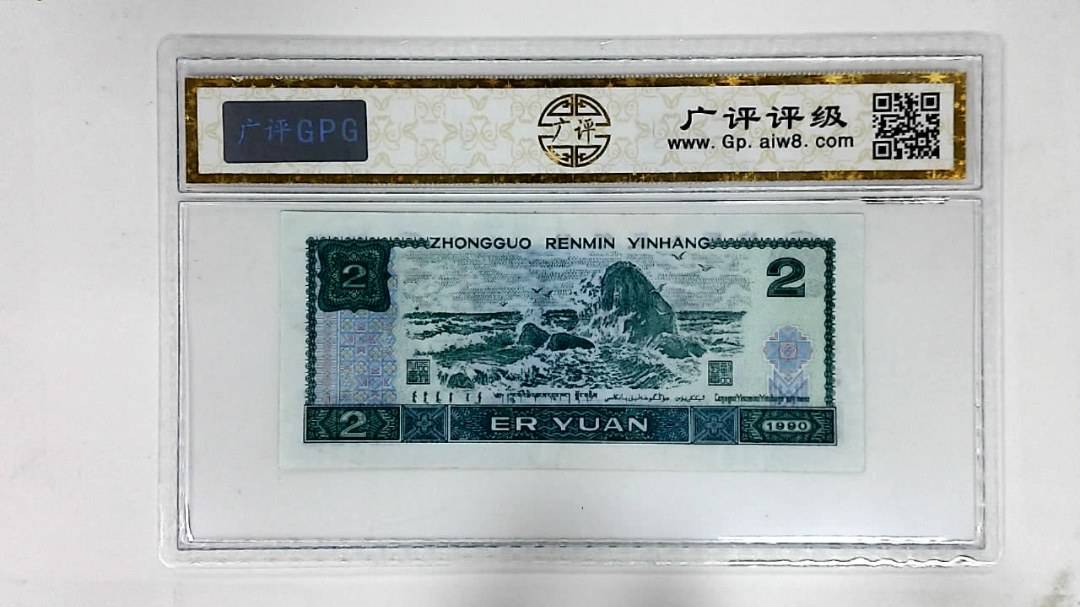 广评GPG
广评
广评评级
www.Gp.aiw8.com
ZHONGGUO RENMIN YINHANG
2
2
2
ER YUAN
1990